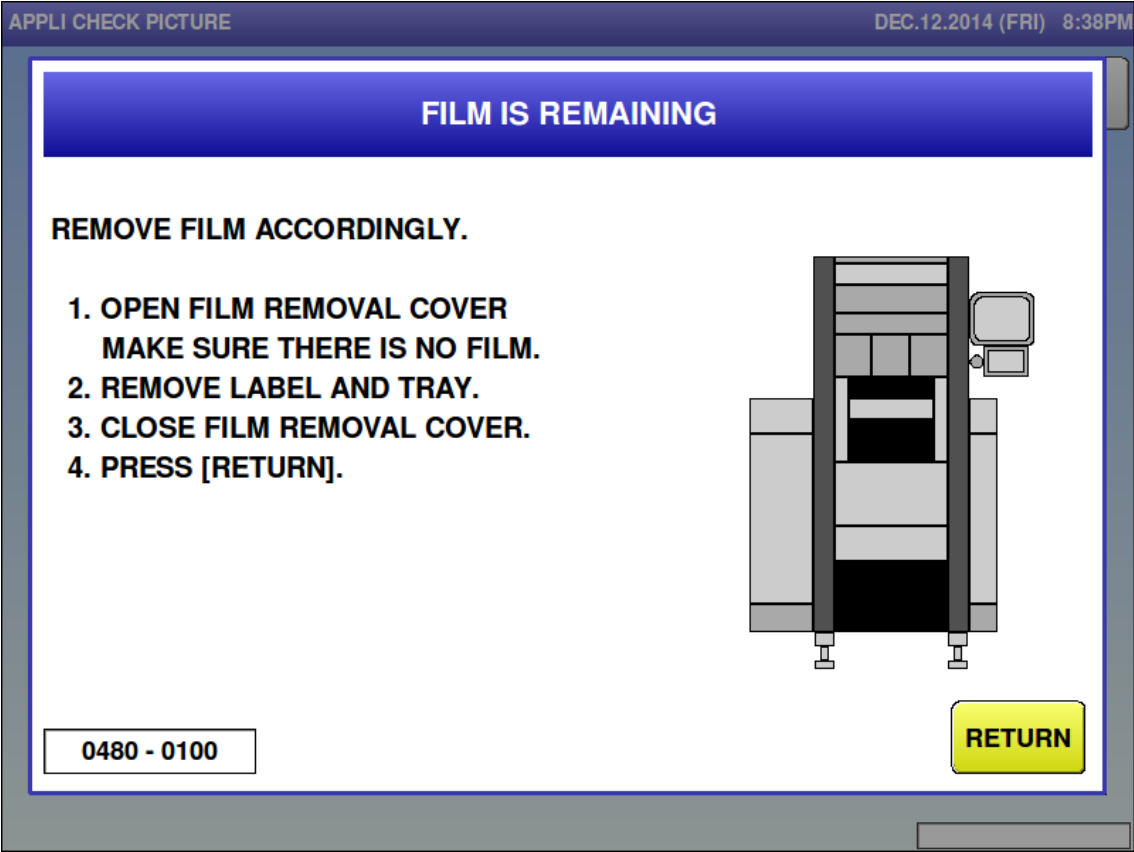 APPLI CHECK PICTURE DEC.12.2014 (FRI) 8:38PM
FILM IS REMAINING
REMOVE FILM ACCORDINGLY.
1. OPEN FILM REMOVAL COVER
MAKE SURE THERE IS NO FILM.
2. REMOVE LABEL AND TRAY.
3. CLOSE FILM REMOVAL COVER.
4. PRESS [RETURN].
0480 - 0100
RETURN